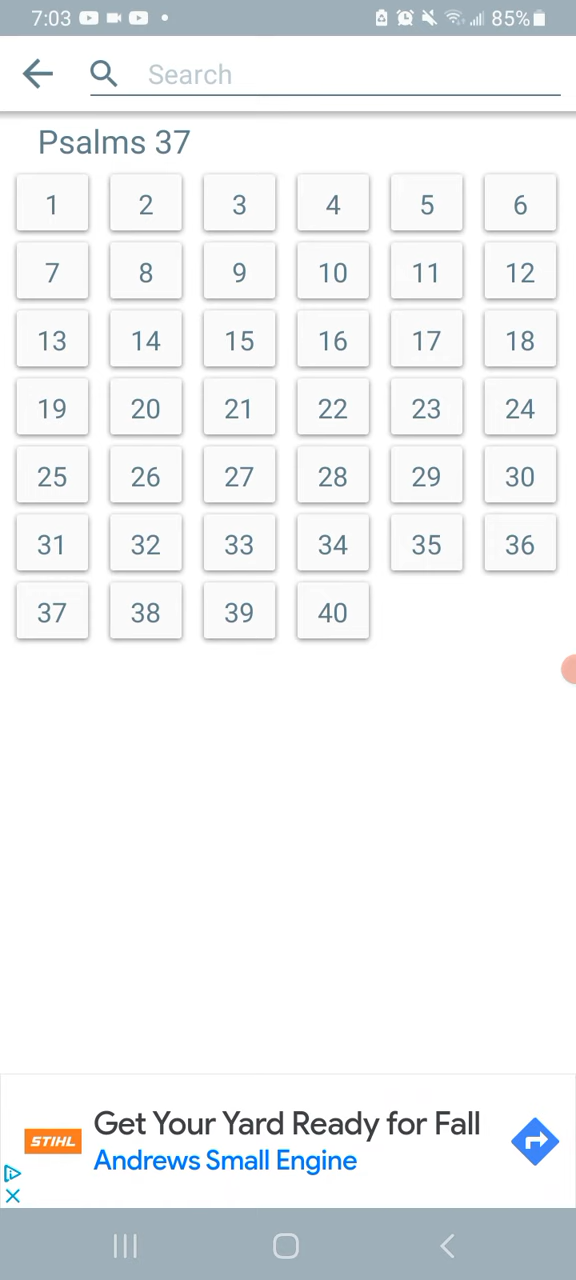 7:03 85%
Search
Psalms 37
1 2 3 4 5 6
7 8 9 10 11 12
13 14 15 16 17 18
19 20 21 22 23 24
25 26 27 28 29 30
31 32 33 34 35 36
37 38 39 40
STIHL
Get Your Yard Ready for Fall
Andrews Small Engine